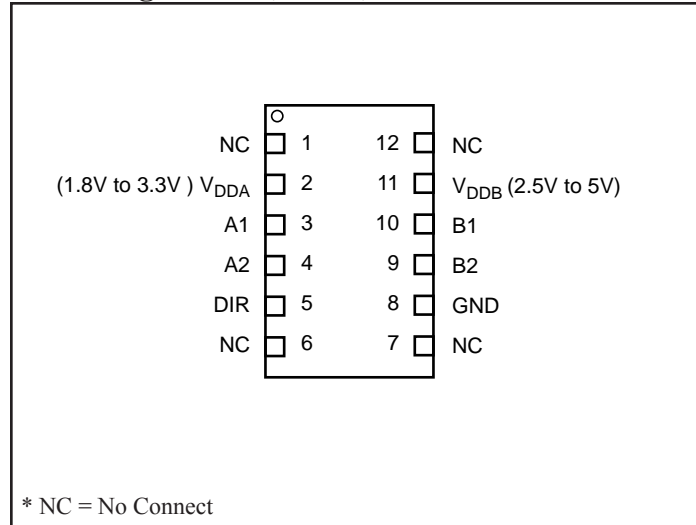 NC 1 12 NC
(1.8V to 3.3V ) VDDA 2 11 VDDB (2.5V to 5V)
A1 3 10 B1
A2 4 9 B2
DIR 5 8 GND
NC 6 7 NC
* NC = No Connect